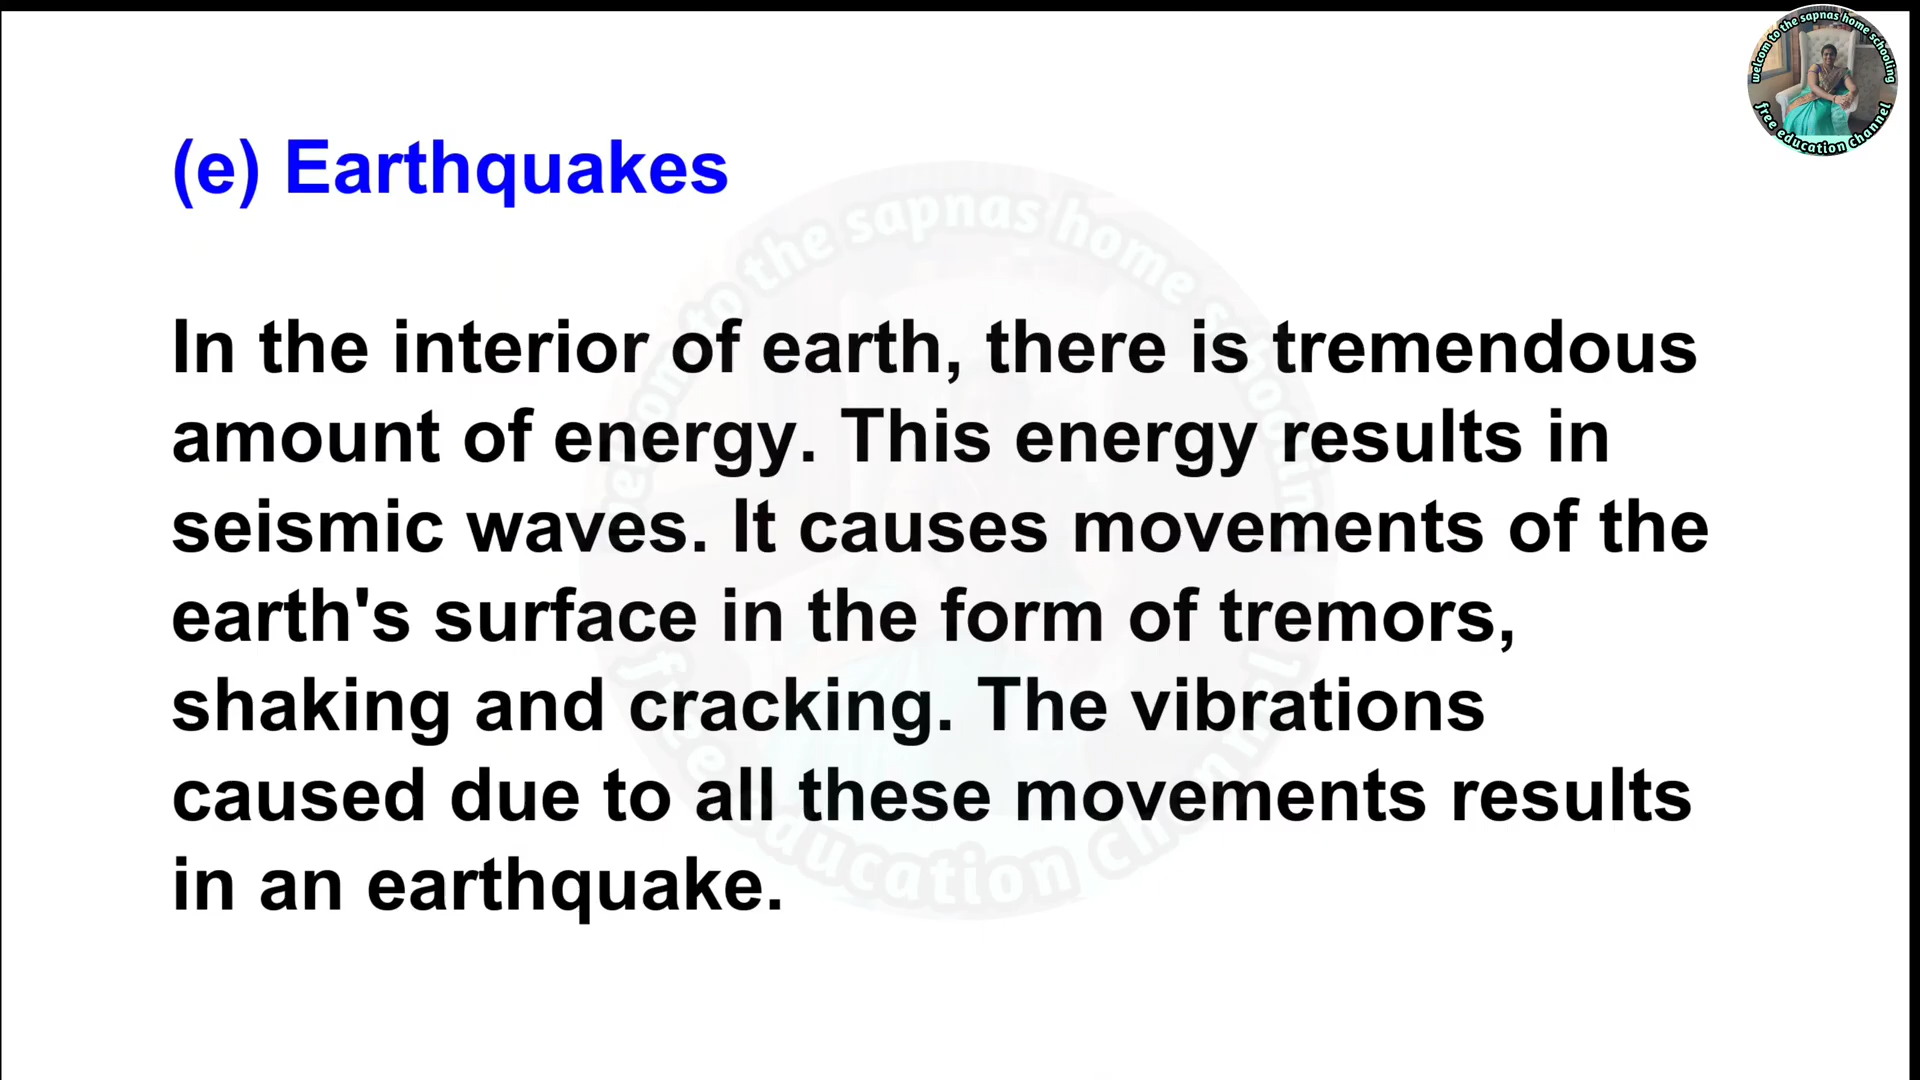 welcom to the sapnas home schooling
free education channel
(e) Earthquakes
In the interior of earth, there is tremendous
amount of energy. This energy results in
seismic waves. It causes movements of the
earth's surface in the form of tremors,
shaking and cracking. The vibrations
caused due to all these movements results
in an earthquake.